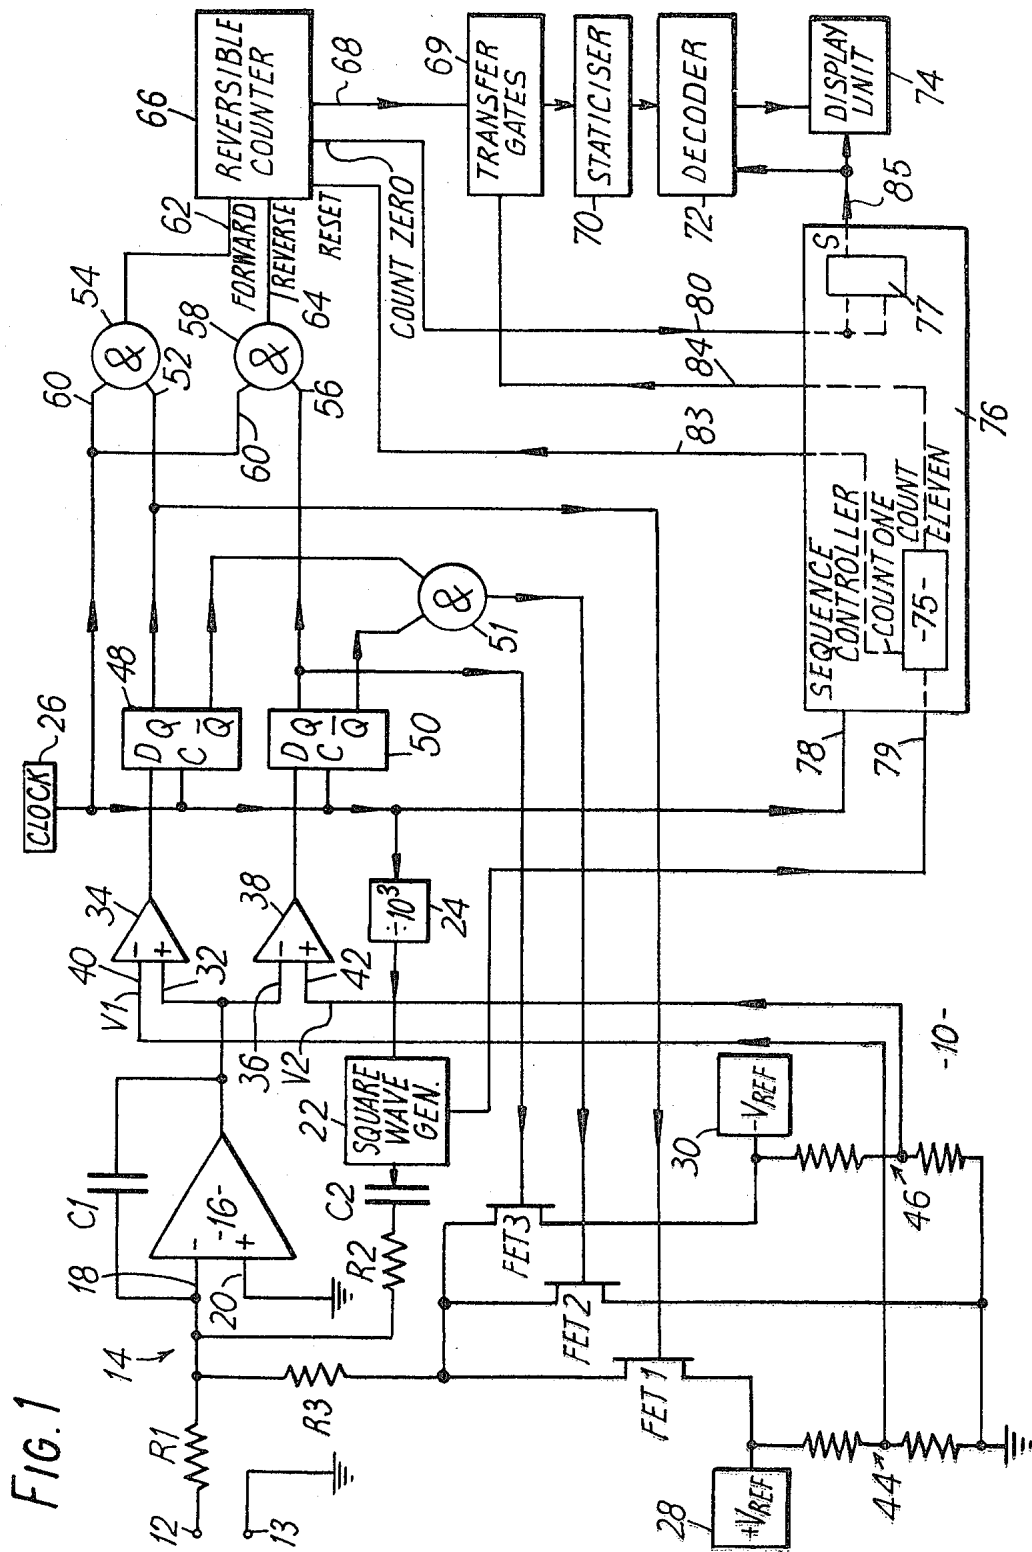 FIG. 1
12
13
R1
14
18
20
C1
-16-
-
+
R3
R2
C2
22
SQUARE
WAVE
GEN.
÷10³
24
CLOCK
26
V1
40
32
34
-
+
36
V2
42
38
-
+
48
D Q
C Q̅
50
D Q
C Q̅
51
&
60
52
54
&
60
56
58
&
62
FORWARD
REVERSE
64
RESET
COUNT ZERO
66
REVERSIBLE
COUNTER
68
69
TRANSFER
GATES
70
STATICISER
72
DECODER
DISPLAY
UNIT
74
85
80
84
83
78
79
SEQUENCE
CONTROLLER
COUNT ONE
COUNT
ELEVEN
-75-
S
77
76
FET3
FET2
FET1
28
+VREF
30
-VREF
44
46
-10-